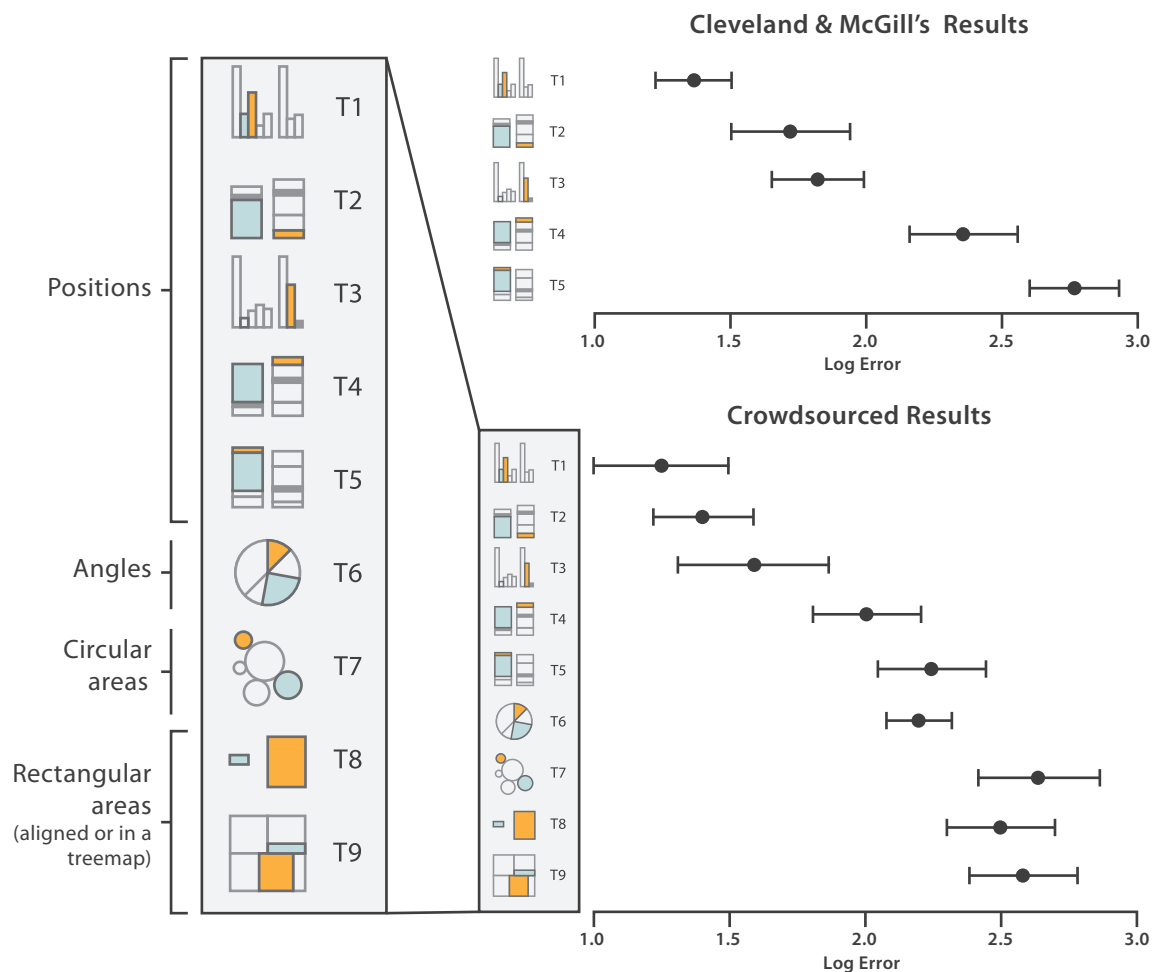 Cleveland & McGill's Results
T1
T2
T3
T4
T5
1.0 1.5 2.0 2.5 3.0
Log Error
Positions
T1
T2
T3
T4
T5
Angles
T6
Circular
areas
T7
Rectangular
areas
(aligned or in a
treemap)
T8
T9
Crowdsourced Results
T1
T2
T3
T4
T5
T6
T7
T8
T9
1.0 1.5 2.0 2.5 3.0
Log Error